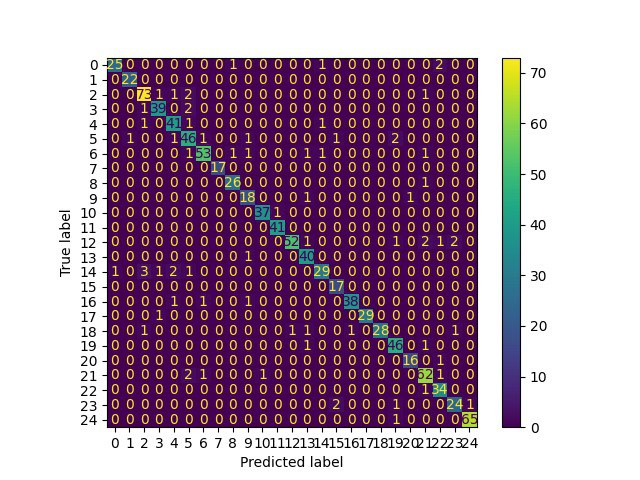 0 25 0 0 0 0 0 0 0 1 0 0 0 0 0 1 0 0 0 0 0 0 0 2 0 0
1 0 22 0 0 0 0 0 0 0 0 0 0 0 0 0 0 0 0 0 0 0 0 0 0 0
2 0 0 73 1 1 2 0 0 0 0 0 0 0 0 0 0 0 0 0 0 0 1 0 0 0
3 0 0 1 39 0 2 0 0 0 0 0 0 0 0 0 0 0 0 0 0 0 0 0 0 0
4 0 0 1 0 41 1 0 0 0 0 0 0 0 0 1 0 0 0 0 0 0 0 0 0 0
5 0 1 0 0 1 46 1 0 0 1 0 0 0 0 0 1 0 0 0 2 0 0 0 0 0
6 0 0 0 0 0 1 53 0 1 1 0 0 0 1 1 0 0 0 0 0 0 1 0 0 0
7 0 0 0 0 0 0 0 17 0 0 0 0 0 0 0 0 0 0 0 0 0 0 0 0 0
8 0 0 0 0 0 0 0 0 26 0 0 0 0 0 0 0 0 0 0 0 0 1 0 0 0
9 0 0 0 0 0 0 0 0 0 18 0 0 0 1 0 0 0 0 0 0 1 0 0 0 0
10 0 0 0 0 0 0 0 0 0 0 37 1 0 0 0 0 0 0 0 0 0 0 0 0 0
11 0 0 0 0 0 0 0 0 0 0 0 41 0 0 0 0 0 0 0 0 0 0 0 0 0
12 0 0 0 0 0 0 0 0 0 0 0 0 52 1 0 0 0 0 0 1 0 2 1 2 0
13 0 0 0 0 0 0 0 0 0 1 0 0 0 40 0 0 0 0 0 0 0 0 0 0 0
14 1 0 3 1 2 1 0 0 0 0 0 0 0 0 29 0 0 0 0 0 0 0 0 0 0
15 0 0 0 0 0 0 0 0 0 0 0 0 0 0 0 17 0 0 0 0 0 0 0 0 0
16 0 0 0 0 1 0 1 0 0 1 0 0 0 0 0 0 38 0 0 0 0 0 0 0 0
17 0 0 0 1 0 0 0 0 0 0 0 0 0 0 0 0 0 29 0 0 0 0 0 0 0
18 0 0 1 0 0 0 0 0 0 0 0 0 1 1 0 0 0 0 28 0 0 0 0 1 0
19 0 0 0 0 0 0 0 0 0 0 0 0 0 1 0 0 0 0 0 46 0 1 0 0 0
20 0 0 0 0 0 0 0 0 0 0 0 0 0 0 0 0 0 0 0 0 16 0 1 0 0
21 0 0 0 0 0 2 1 0 0 0 1 0 0 0 0 0 0 0 0 0 0 62 1 0 0
22 0 0 0 0 0 0 0 0 0 0 0 0 0 0 0 0 0 0 0 0 0 1 34 0 0
23 0 0 0 0 0 0 0 0 0 0 0 0 0 0 0 2 0 0 0 1 0 0 0 24 1
24 0 0 0 0 0 0 0 0 0 0 0 0 0 0 0 0 0 0 0 1 0 0 0 0 65
0 1 2 3 4 5 6 7 8 9 10 11 12 13 14 15 16 17 18 19 20 21 22 23 24
Predicted label
True label
70
60
50
40
30
20
10
0